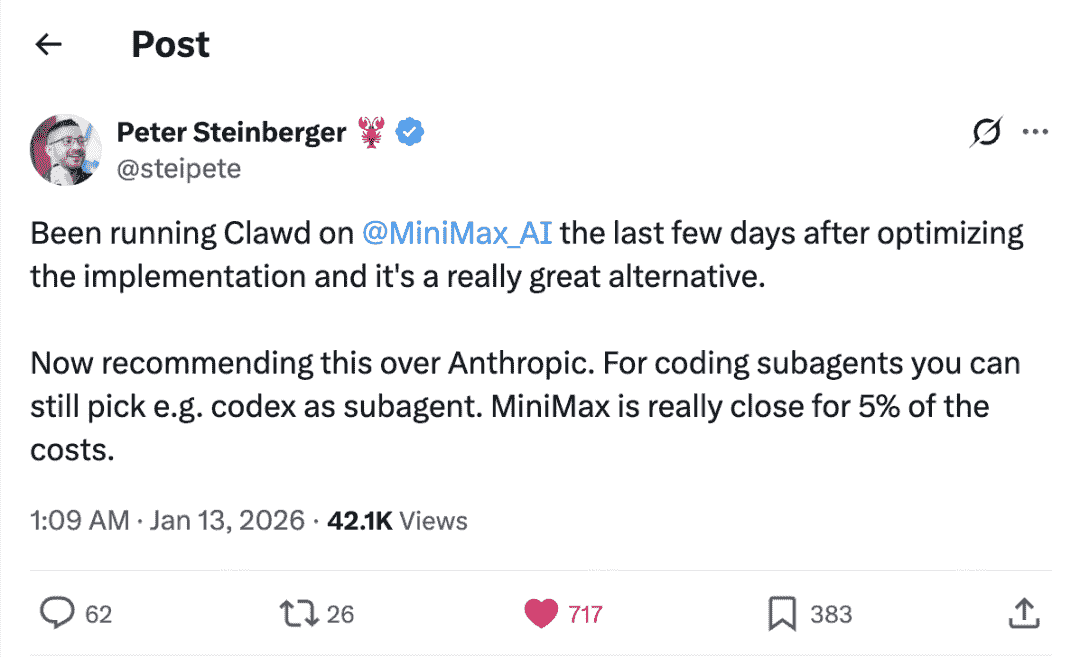 Post
Peter Steinberger 🦞
@steipete
Been running Clawd on @MiniMax_AI the last few days after optimizing
the implementation and it's a really great alternative.
Now recommending this over Anthropic. For coding subagents you can
still pick e.g. codex as subagent. MiniMax is really close for 5% of the
costs.
1:09 AM · Jan 13, 2026 · 42.1K Views
62 26 717 383